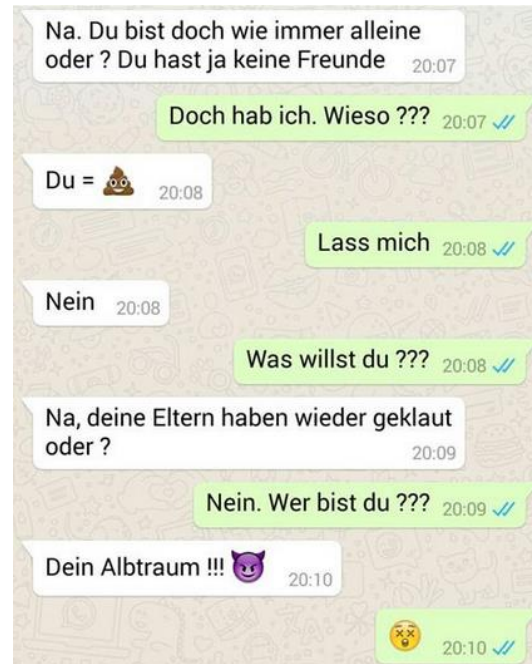 Na. Du bist doch wie immer alleine
oder ? Du hast ja keine Freunde 20:07
Doch hab ich. Wieso ??? 20:07
Du = 💩 20:08
Lass mich 20:08
Nein 20:08
Was willst du ??? 20:08
Na, deine Eltern haben wieder geklaut
oder ? 20:09
Nein. Wer bist du ??? 20:09
Dein Albtraum !!! 😈 20:10
😲 20:10